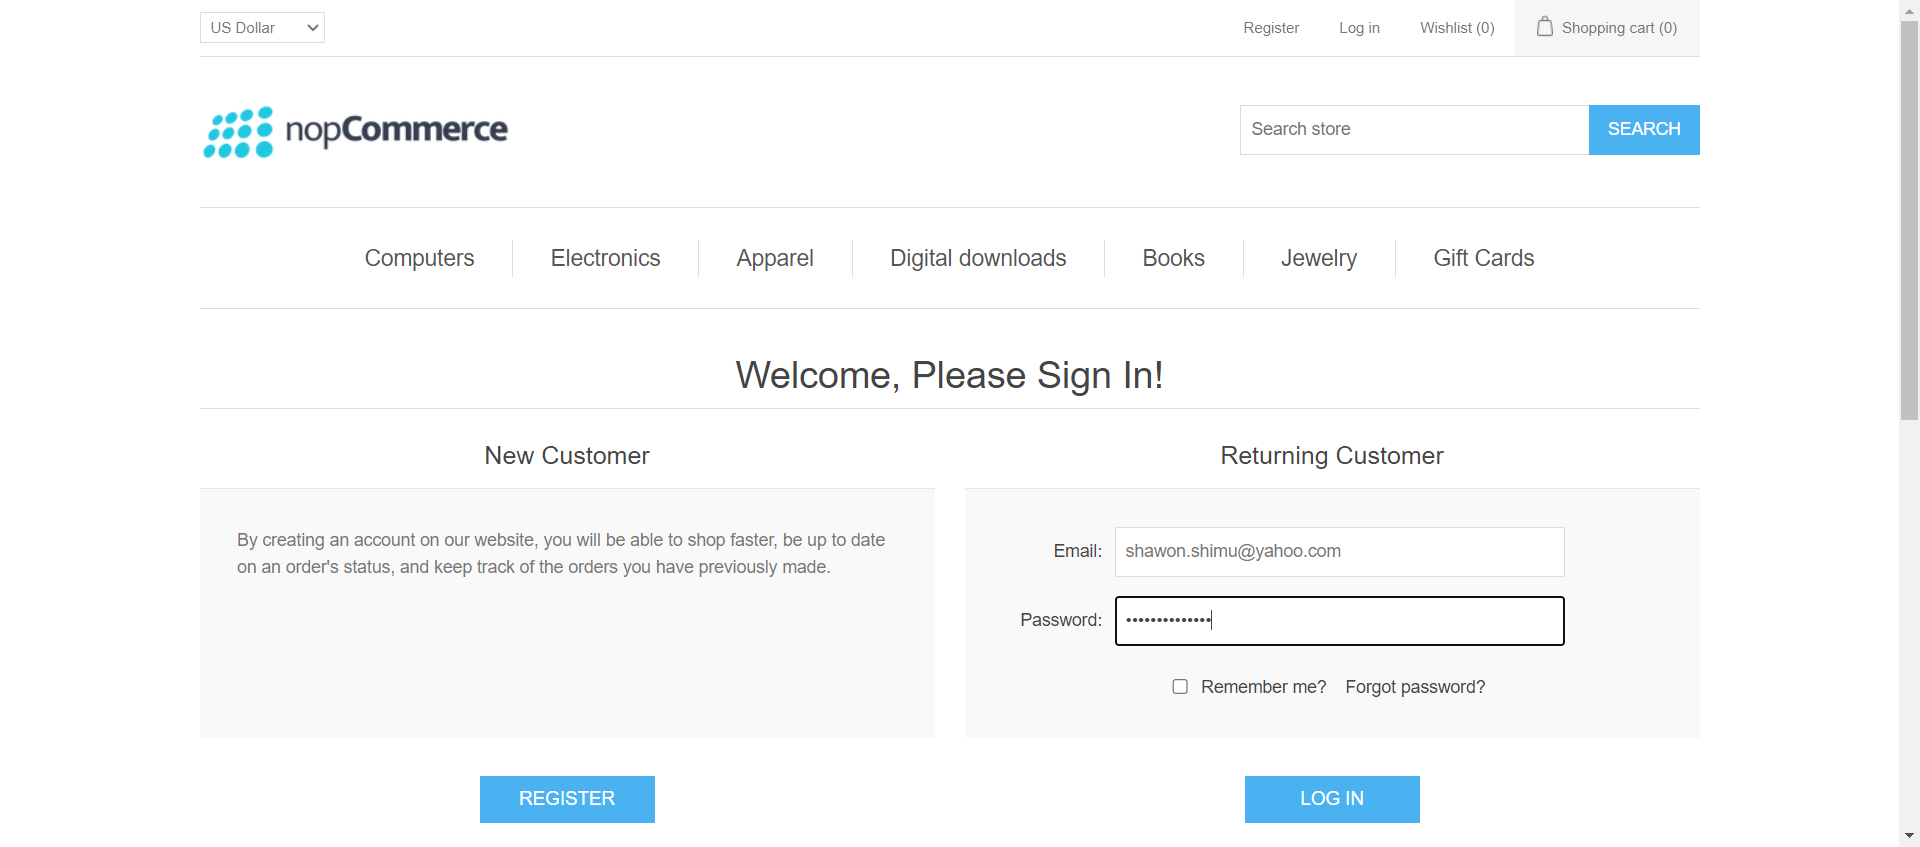 US Dollar
Register Log in Wishlist (0) Shopping cart (0)
nopCommerce
Search store SEARCH
Computers Electronics Apparel Digital downloads Books Jewelry Gift Cards
Welcome, Please Sign In!
New Customer
By creating an account on our website, you will be able to shop faster, be up to date
on an order's status, and keep track of the orders you have previously made.
REGISTER
Returning Customer
Email: shawon.shimu@yahoo.com
Password: ••••••••••••••
Remember me? Forgot password?
LOG IN